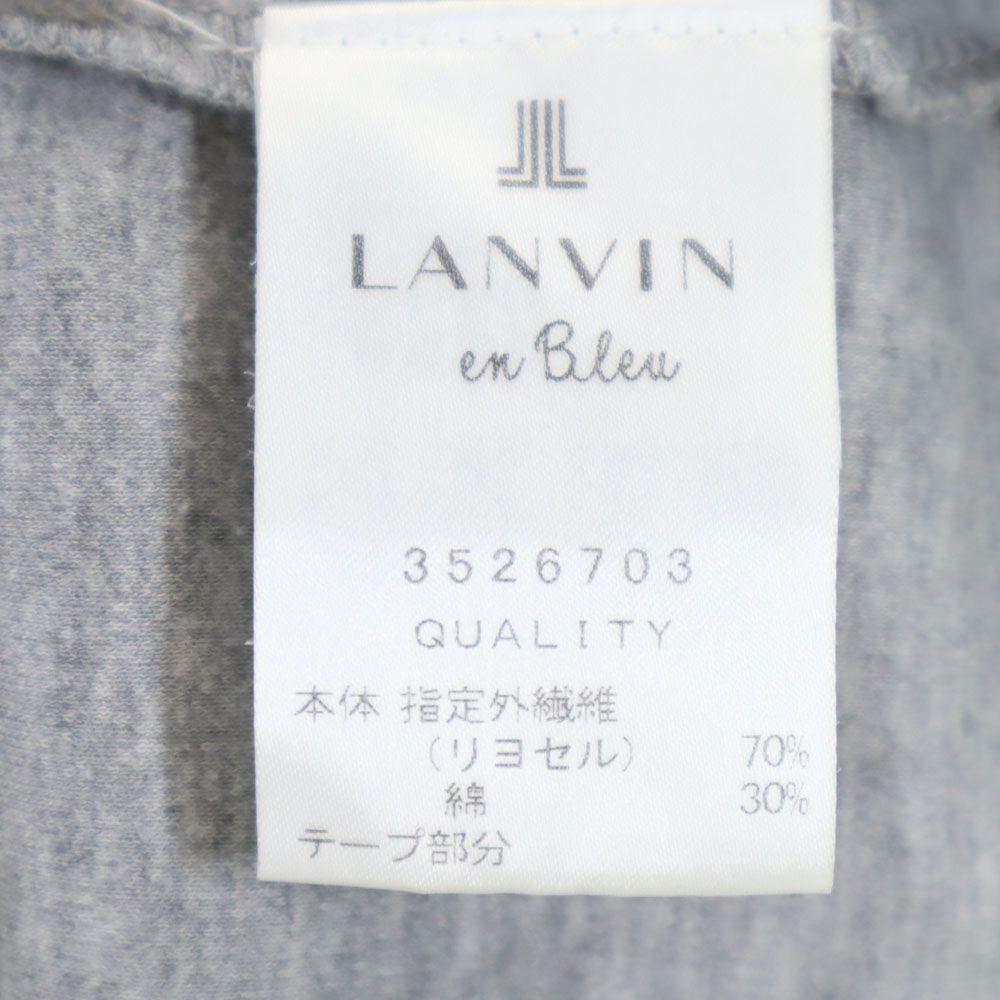 LANVIN
en Bleu
3526703
QUALITY
本体 指定外繊維
(リヨセル) 70%
綿 30%
テープ部分